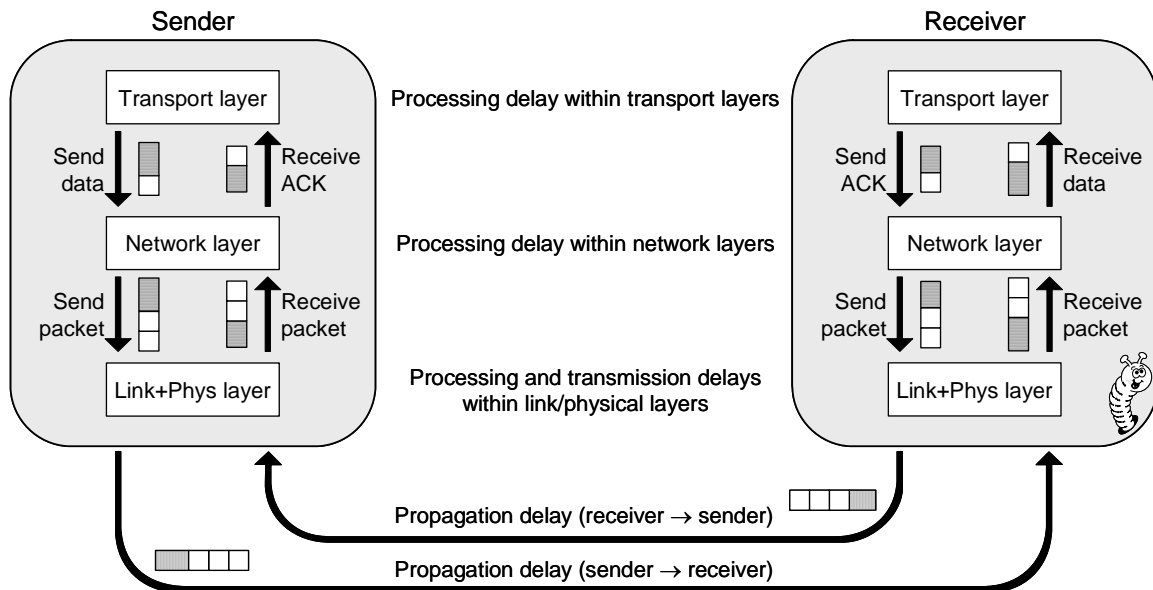 Sender
Receiver
Transport layer
Processing delay within transport layers
Transport layer
Send
data
Receive
ACK
Send
ACK
Receive
data
Network layer
Processing delay within network layers
Network layer
Send
packet
Receive
packet
Send
packet
Receive
packet
Link+Phys layer
Processing and transmission delays
within link/physical layers
Link+Phys layer
Propagation delay (receiver → sender)
Propagation delay (sender → receiver)